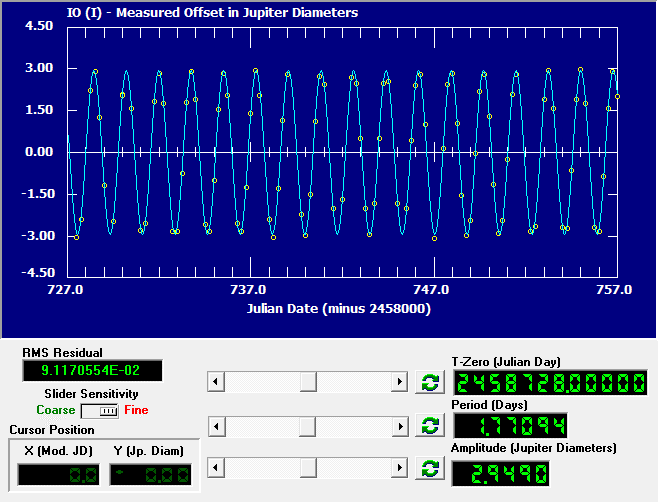 IO (I) - Measured Offset in Jupiter Diameters
4.50
3.00
1.50
0.00
-1.50
-3.00
-4.50
727.0 737.0 747.0 757.0
Julian Date (minus 2458000)
RMS Residual
9.1170554E-02
Slider Sensitivity
Coarse Fine
Cursor Position
X (Mod. JD) Y (Jp. Diam)
0.0 0.00
T-Zero (Julian Day)
2458728.00000
Period (Days)
1.77094
Amplitude (Jupiter Diameters)
2.9490